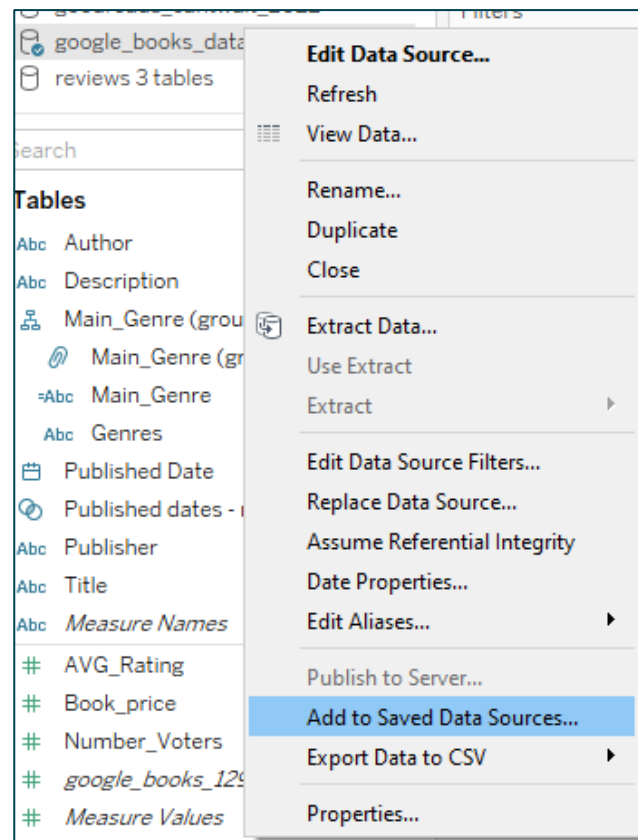 google_books_data
reviews 3 tables
Search
Tables
Abc Author
Abc Description
Main_Genre (grou
Main_Genre (gr
=Abc Main_Genre
Abc Genres
Published Date
Published dates -
Abc Publisher
Abc Title
Abc Measure Names
# AVG_Rating
# Book_price
# Number_Voters
# google_books_129
# Measure Values
Filters
Edit Data Source...
Refresh
View Data...
Rename...
Duplicate
Close
Extract Data...
Use Extract
Extract
Edit Data Source Filters...
Replace Data Source...
Assume Referential Integrity
Date Properties...
Edit Aliases...
Publish to Server...
Add to Saved Data Sources...
Export Data to CSV
Properties...